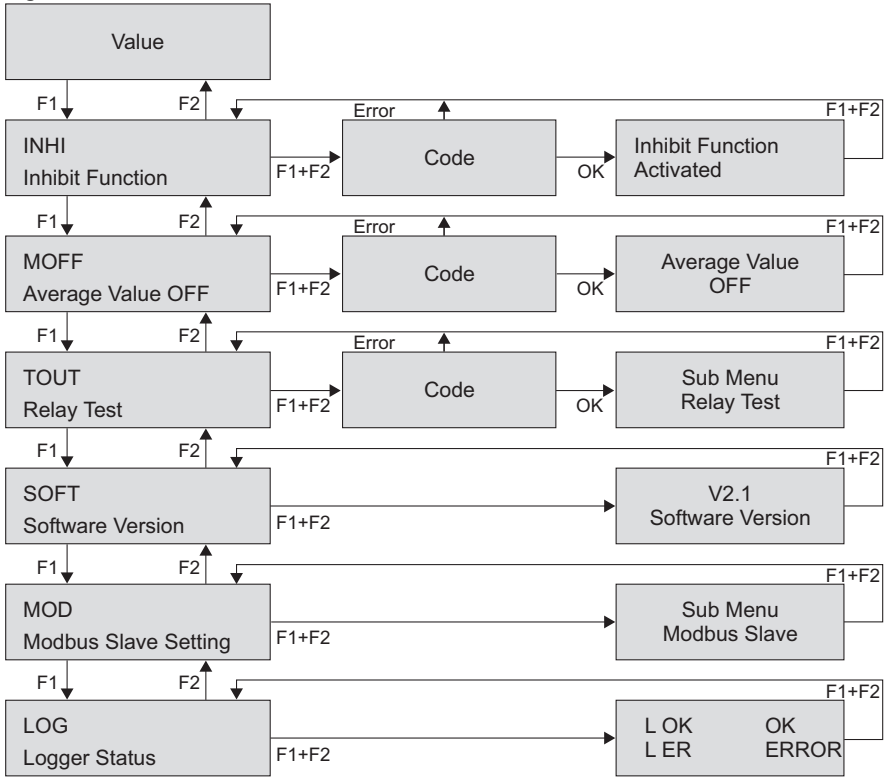 Value
F1 F2 Error F1+F2
INHI
Inhibit Function
F1+F2
Code
OK
Inhibit Function
Activated
F1 F2 Error F1+F2
MOFF
Average Value OFF
F1+F2
Code
OK
Average Value
OFF
F1 F2 Error F1+F2
TOUT
Relay Test
F1+F2
Code
OK
Sub Menu
Relay Test
F1 F2 F1+F2
SOFT
Software Version
F1+F2
V2.1
Software Version
F1 F2 F1+F2
MOD
Modbus Slave Setting
F1+F2
Sub Menu
Modbus Slave
F1 F2 F1+F2
LOG
Logger Status
F1+F2
L OK OK
L ER ERROR